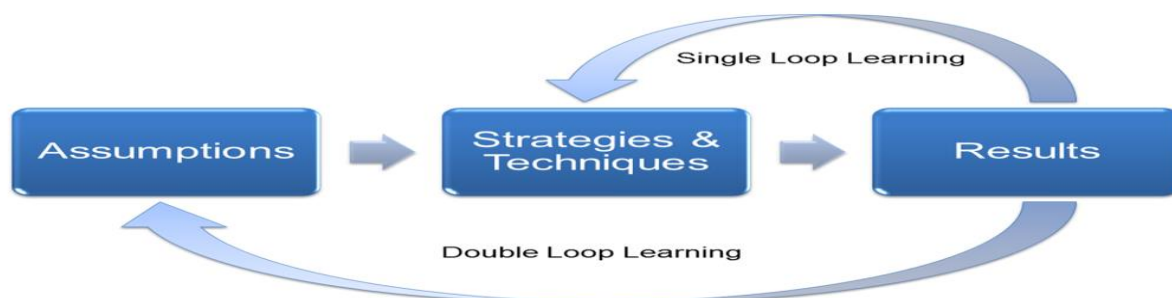 Single Loop Learning
Assumptions
Strategies &
Techniques
Results
Double Loop Learning